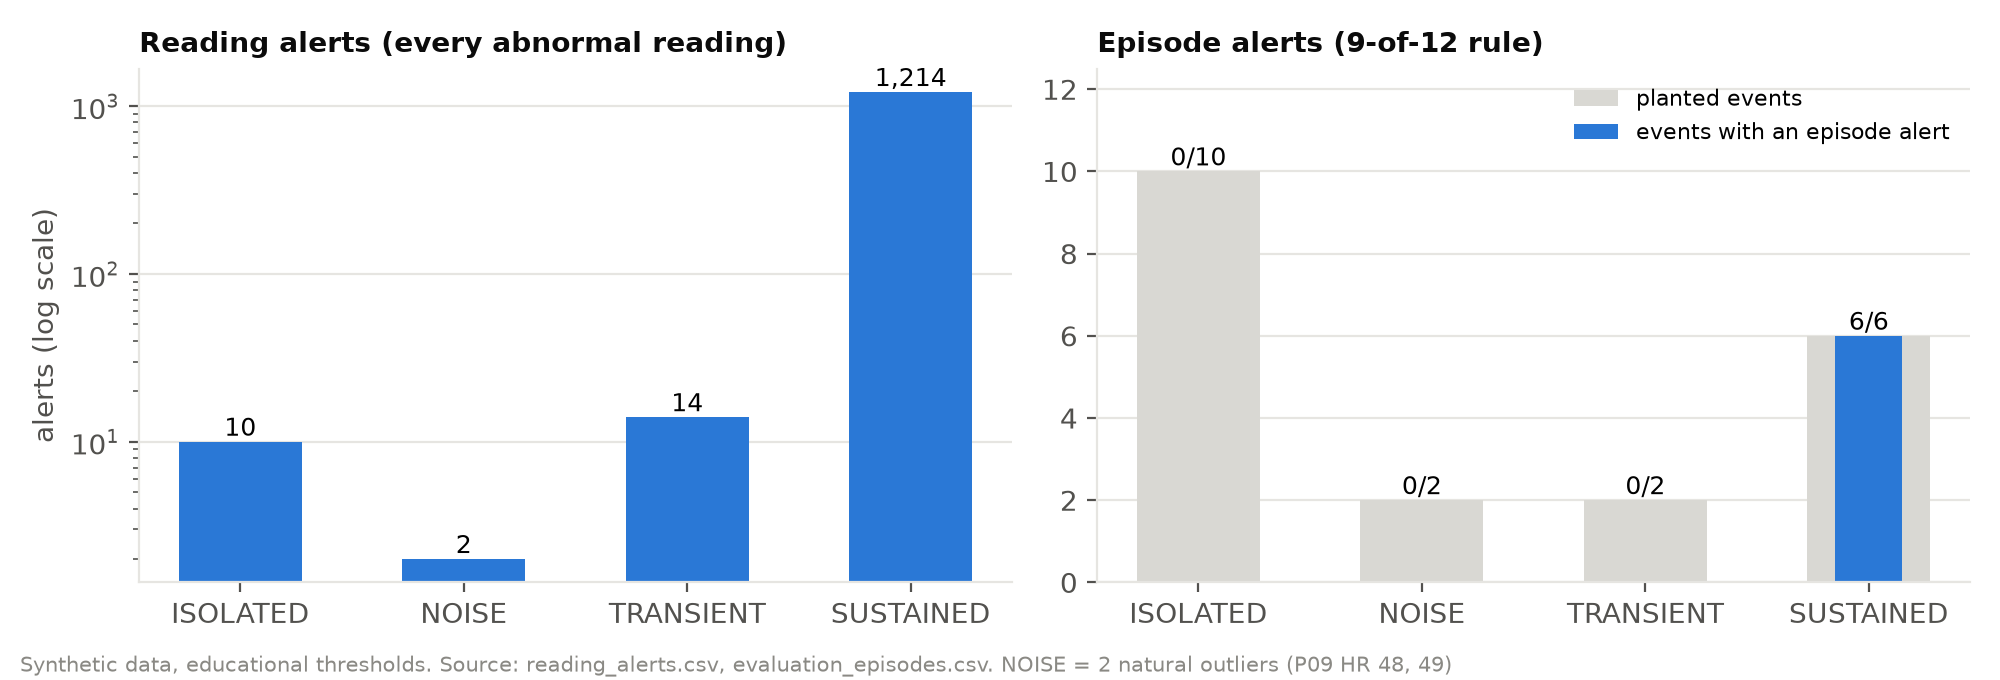 Reading alerts (every abnormal reading)
alerts (log scale)
10³
10²
10¹
10
2
14
1,214
ISOLATED
NOISE
TRANSIENT
SUSTAINED
Episode alerts (9-of-12 rule)
planted events
events with an episode alert
12
10
8
6
4
2
0
0/10
0/2
0/2
6/6
ISOLATED
NOISE
TRANSIENT
SUSTAINED
Synthetic data, educational thresholds. Source: reading_alerts.csv, evaluation_episodes.csv. NOISE = 2 natural outliers (P09 HR 48, 49)